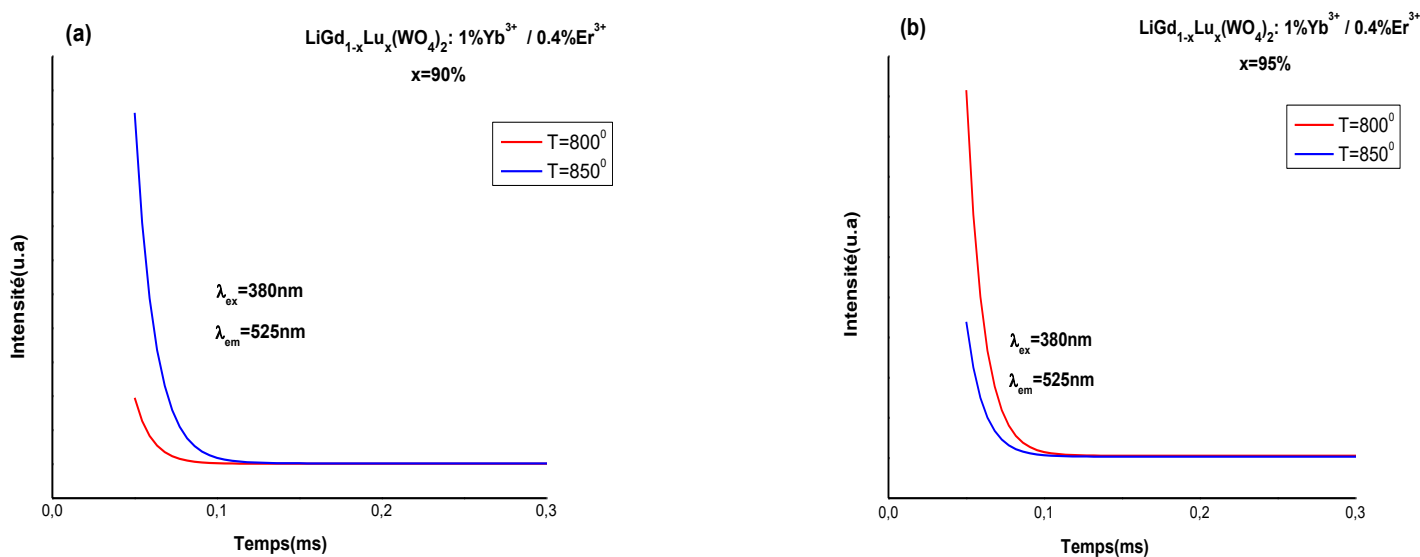 (a)
LiGd₁₋ₓLuₓ(WO₄)₂: 1%Yb³⁺ / 0.4%Er³⁺
x=90%
T=800⁰
T=850⁰
λₑₓ=380nm
λₑₘ=525nm
Intensité(u.a)
0,0 0,1 0,2 0,3
Temps(ms)
(b)
LiGd₁₋ₓLuₓ(WO₄)₂: 1%Yb³⁺ / 0.4%Er³⁺
x=95%
T=800⁰
T=850⁰
λₑₓ=380nm
λₑₘ=525nm
Intensité(u.a)
0,0 0,1 0,2 0,3
Temps(ms)